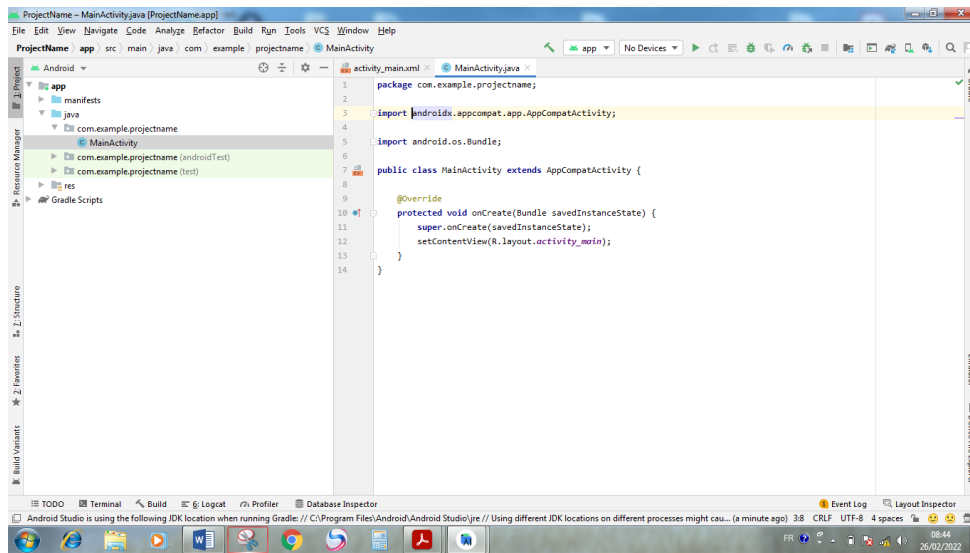 ProjectName – MainActivity.java [ProjectName.app]
File Edit View Navigate Code Analyze Refactor Build Run Tools VCS Window Help
ProjectName app src main java com example projectname MainActivity
app No Devices
Android
activity_main.xml MainActivity.java
1: Project
Resource Manager
Z: Structure
2: Favorites
Build Variants
app
manifests
java
com.example.projectname
MainActivity
com.example.projectname (androidTest)
com.example.projectname (test)
res
Gradle Scripts
1 package com.example.projectname;
2
3 import androidx.appcompat.app.AppCompatActivity;
4
5 import android.os.Bundle;
6
7 public class MainActivity extends AppCompatActivity {
8
9 @Override
10 protected void onCreate(Bundle savedInstanceState) {
11 super.onCreate(savedInstanceState);
12 setContentView(R.layout.activity_main);
13 }
14 }
TODO Terminal Build 6: Logcat Profiler Database Inspector 1 Event Log Layout Inspector
Android Studio is using the following JDK location when running Gradle: // C:\Program Files\Android\Android Studio\jre // Using different JDK locations on different processes might cau... (a minute ago) 3:8 CRLF UTF-8 4 spaces
FR 08:44
26/02/2022